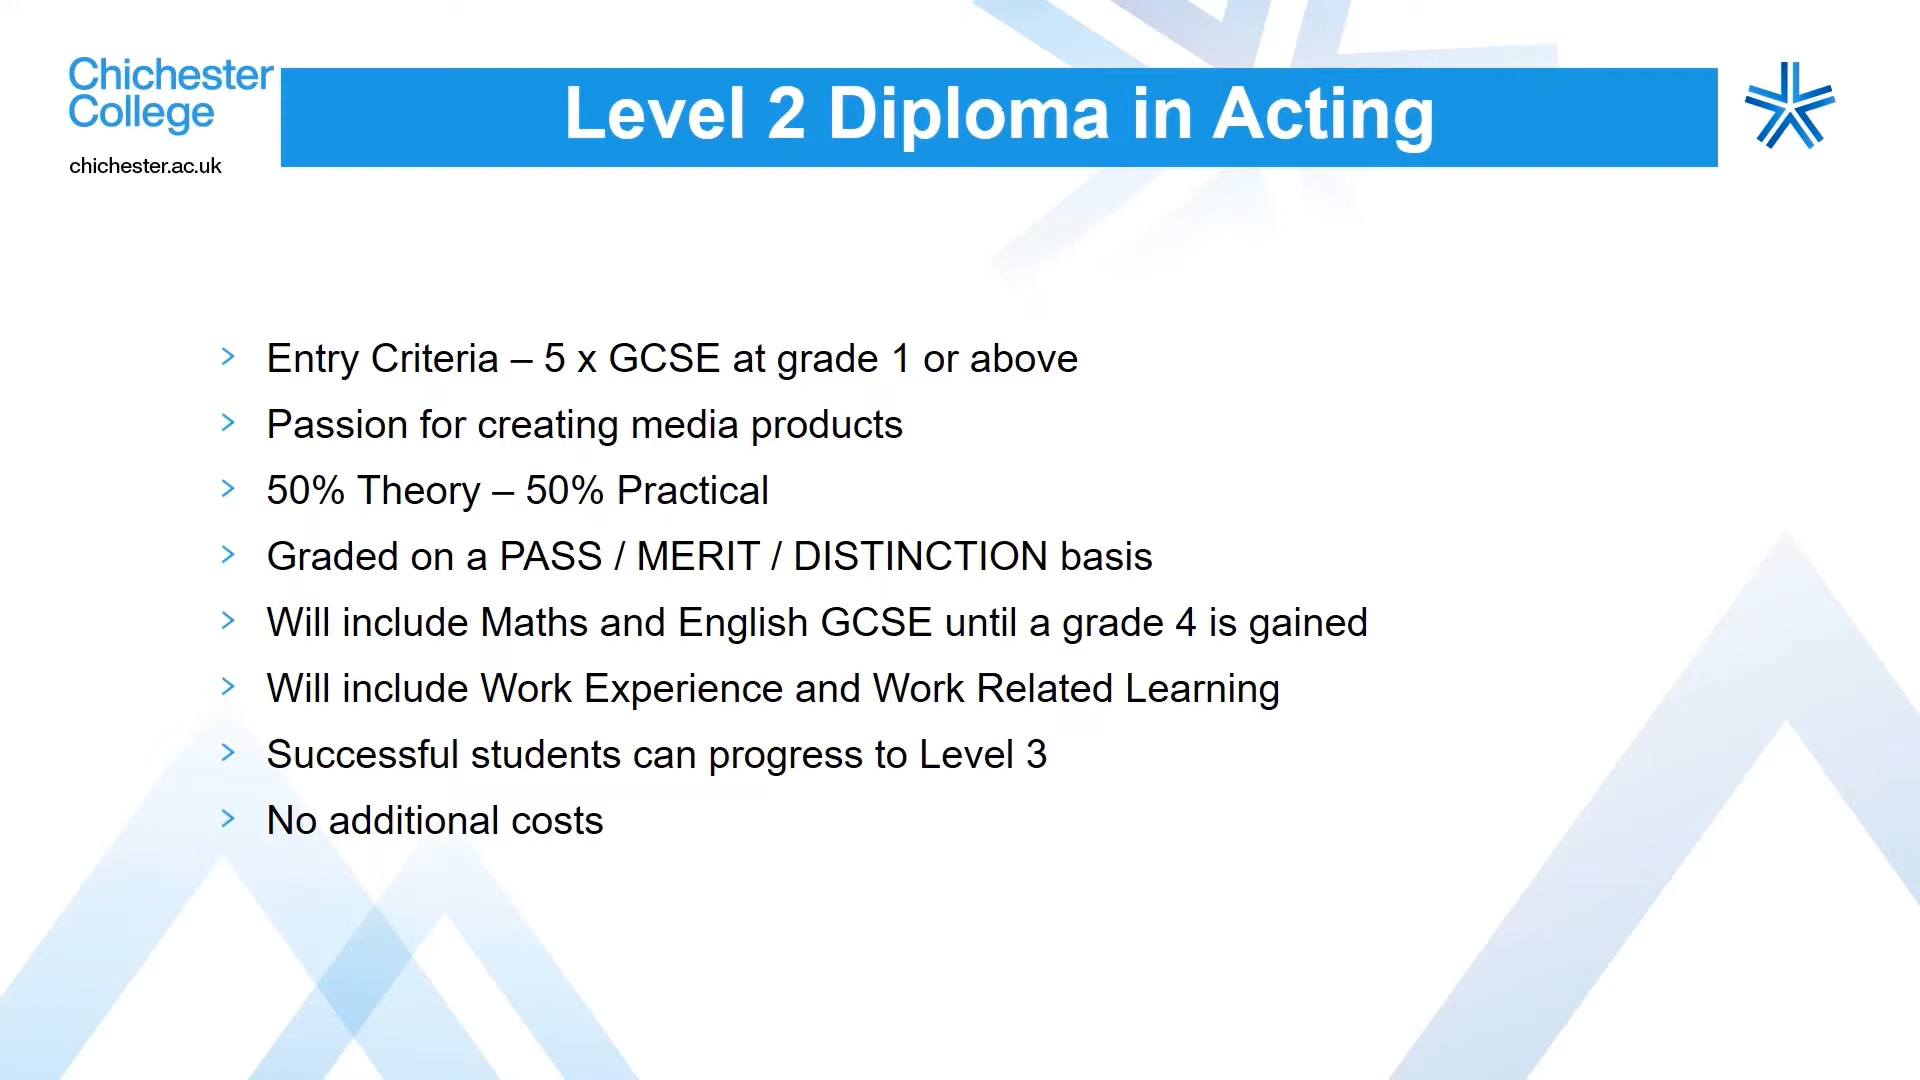 Chichester
College
chichester.ac.uk
Level 2 Diploma in Acting
Entry Criteria – 5 x GCSE at grade 1 or above
Passion for creating media products
50% Theory – 50% Practical
Graded on a PASS / MERIT / DISTINCTION basis
Will include Maths and English GCSE until a grade 4 is gained
Will include Work Experience and Work Related Learning
Successful students can progress to Level 3
No additional costs